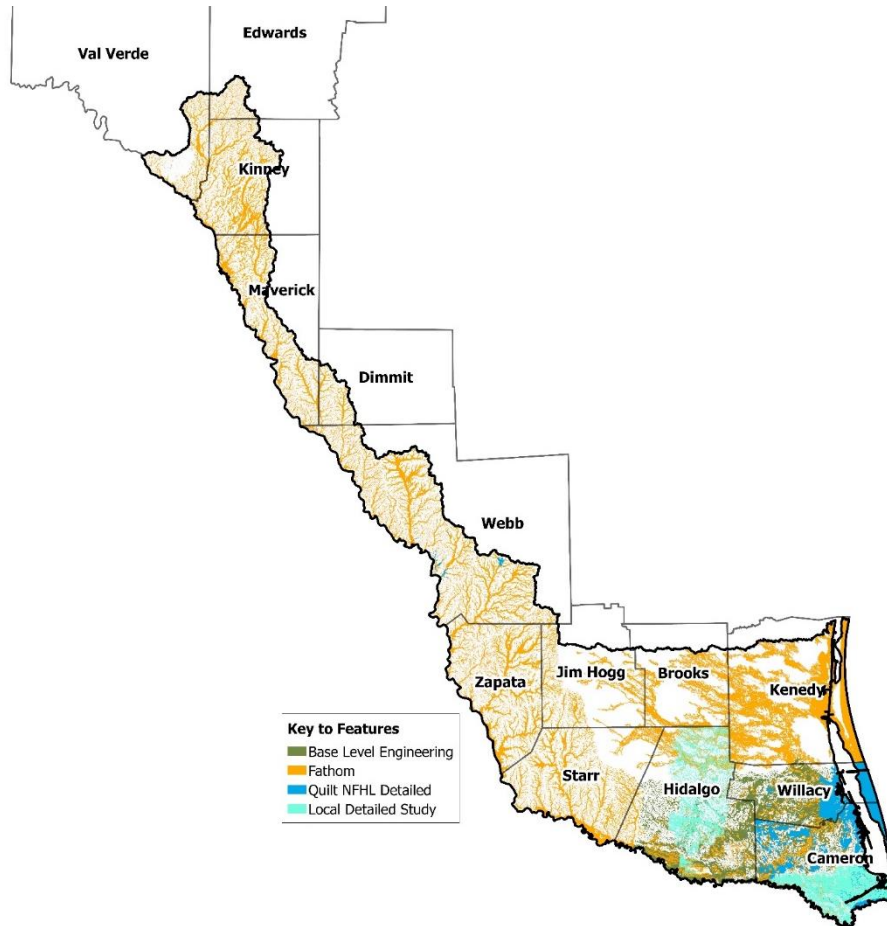 Edwards
Val Verde
Kinney
Maverick
Dimmit
Webb
Zapata
Jim Hogg
Brooks
Kenedy
Key to Features
Base Level Engineering
Fathom
Quilt NFHL Detailed
Local Detailed Study
Starr
Hidalgo
Willacy
Cameron